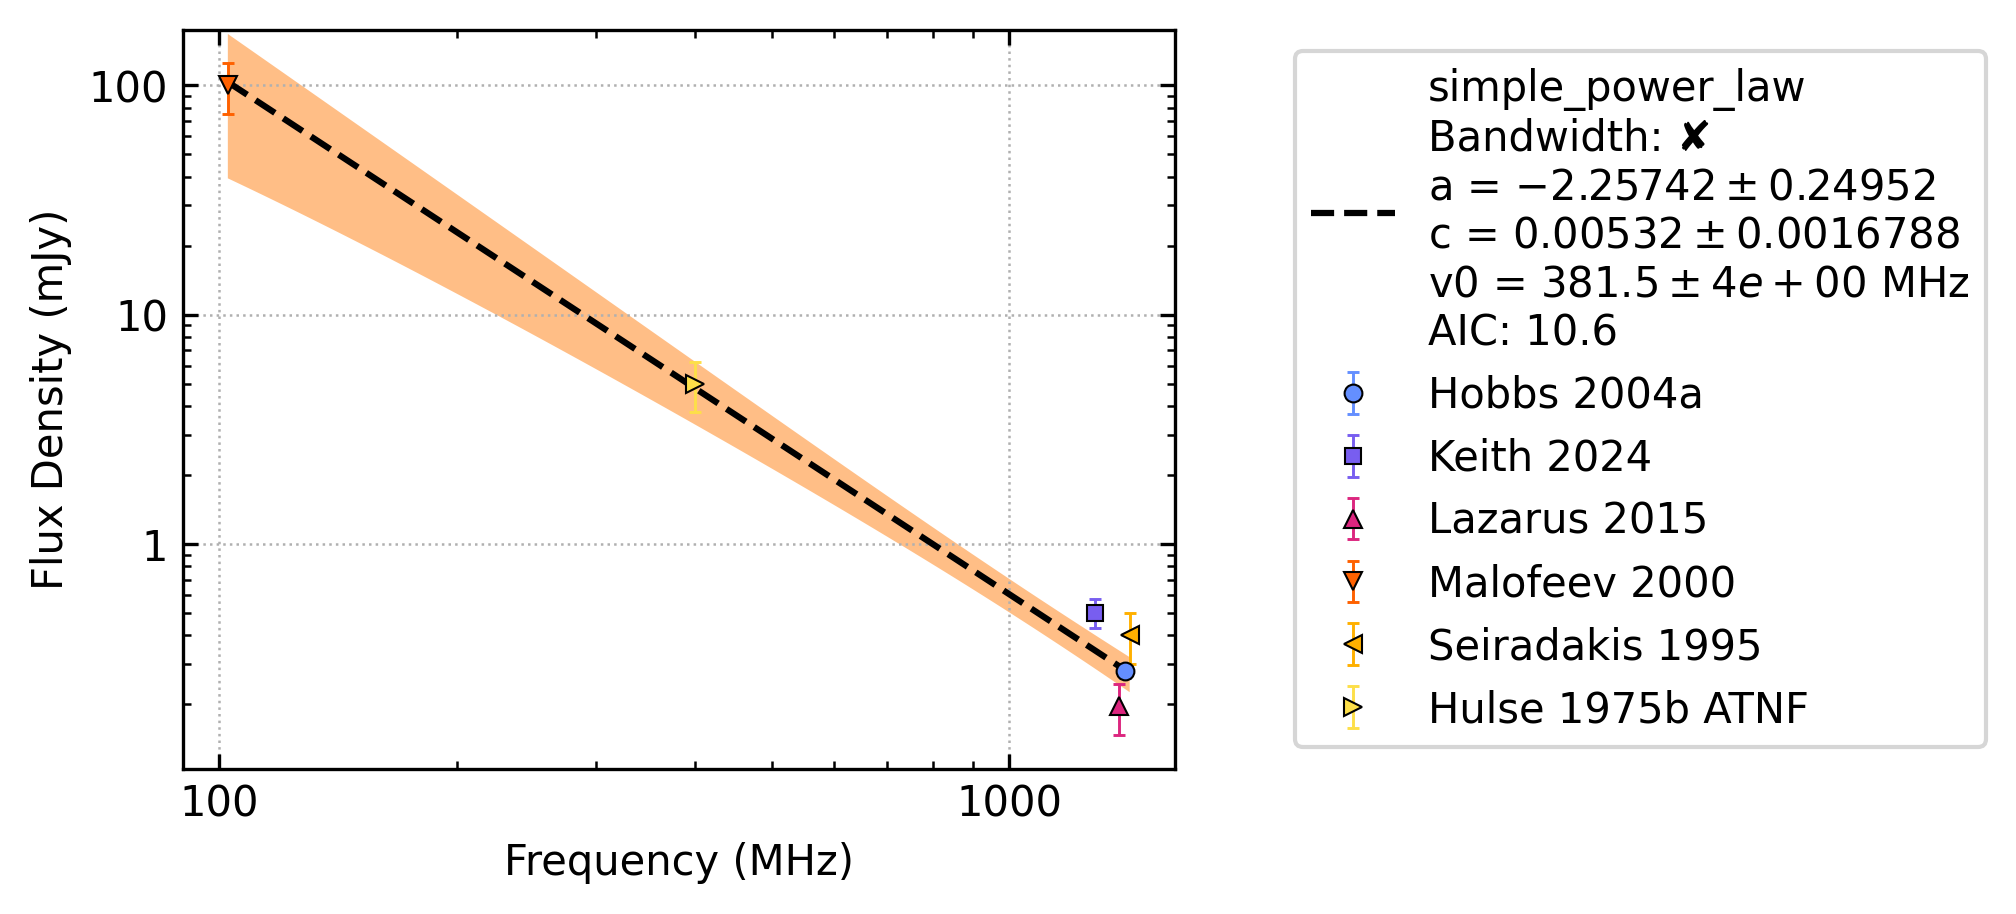 100
10
1
100
1000
Flux Density (mJy)
Frequency (MHz)
simple_power_law
Bandwidth: ✘
a = −2.25742 ± 0.24952
c = 0.00532 ± 0.0016788
v0 = 381.5 ± 4e + 00 MHz
AIC: 10.6
Hobbs 2004a
Keith 2024
Lazarus 2015
Malofeev 2000
Seiradakis 1995
Hulse 1975b ATNF